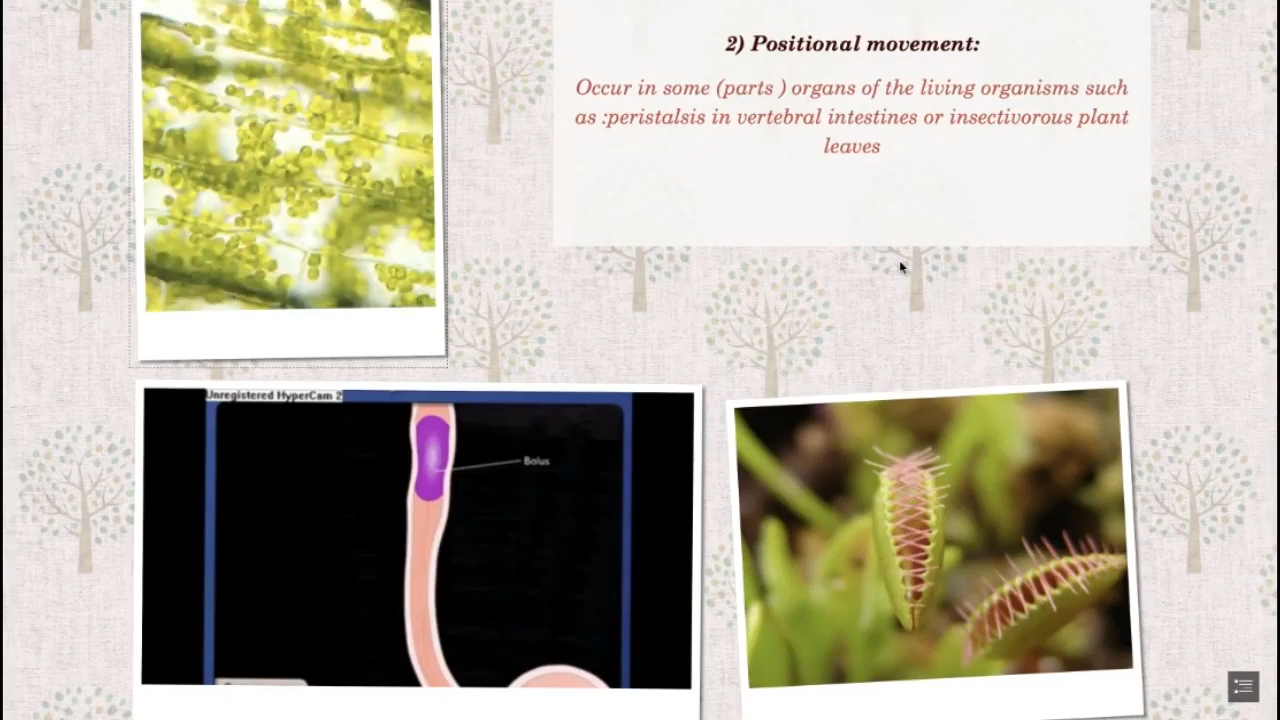 2) Positional movement:
Occur in some (parts ) organs of the living organisms such
as :peristalsis in vertebral intestines or insectivorous plant
leaves
Unregistered HyperCam 2
Bolus